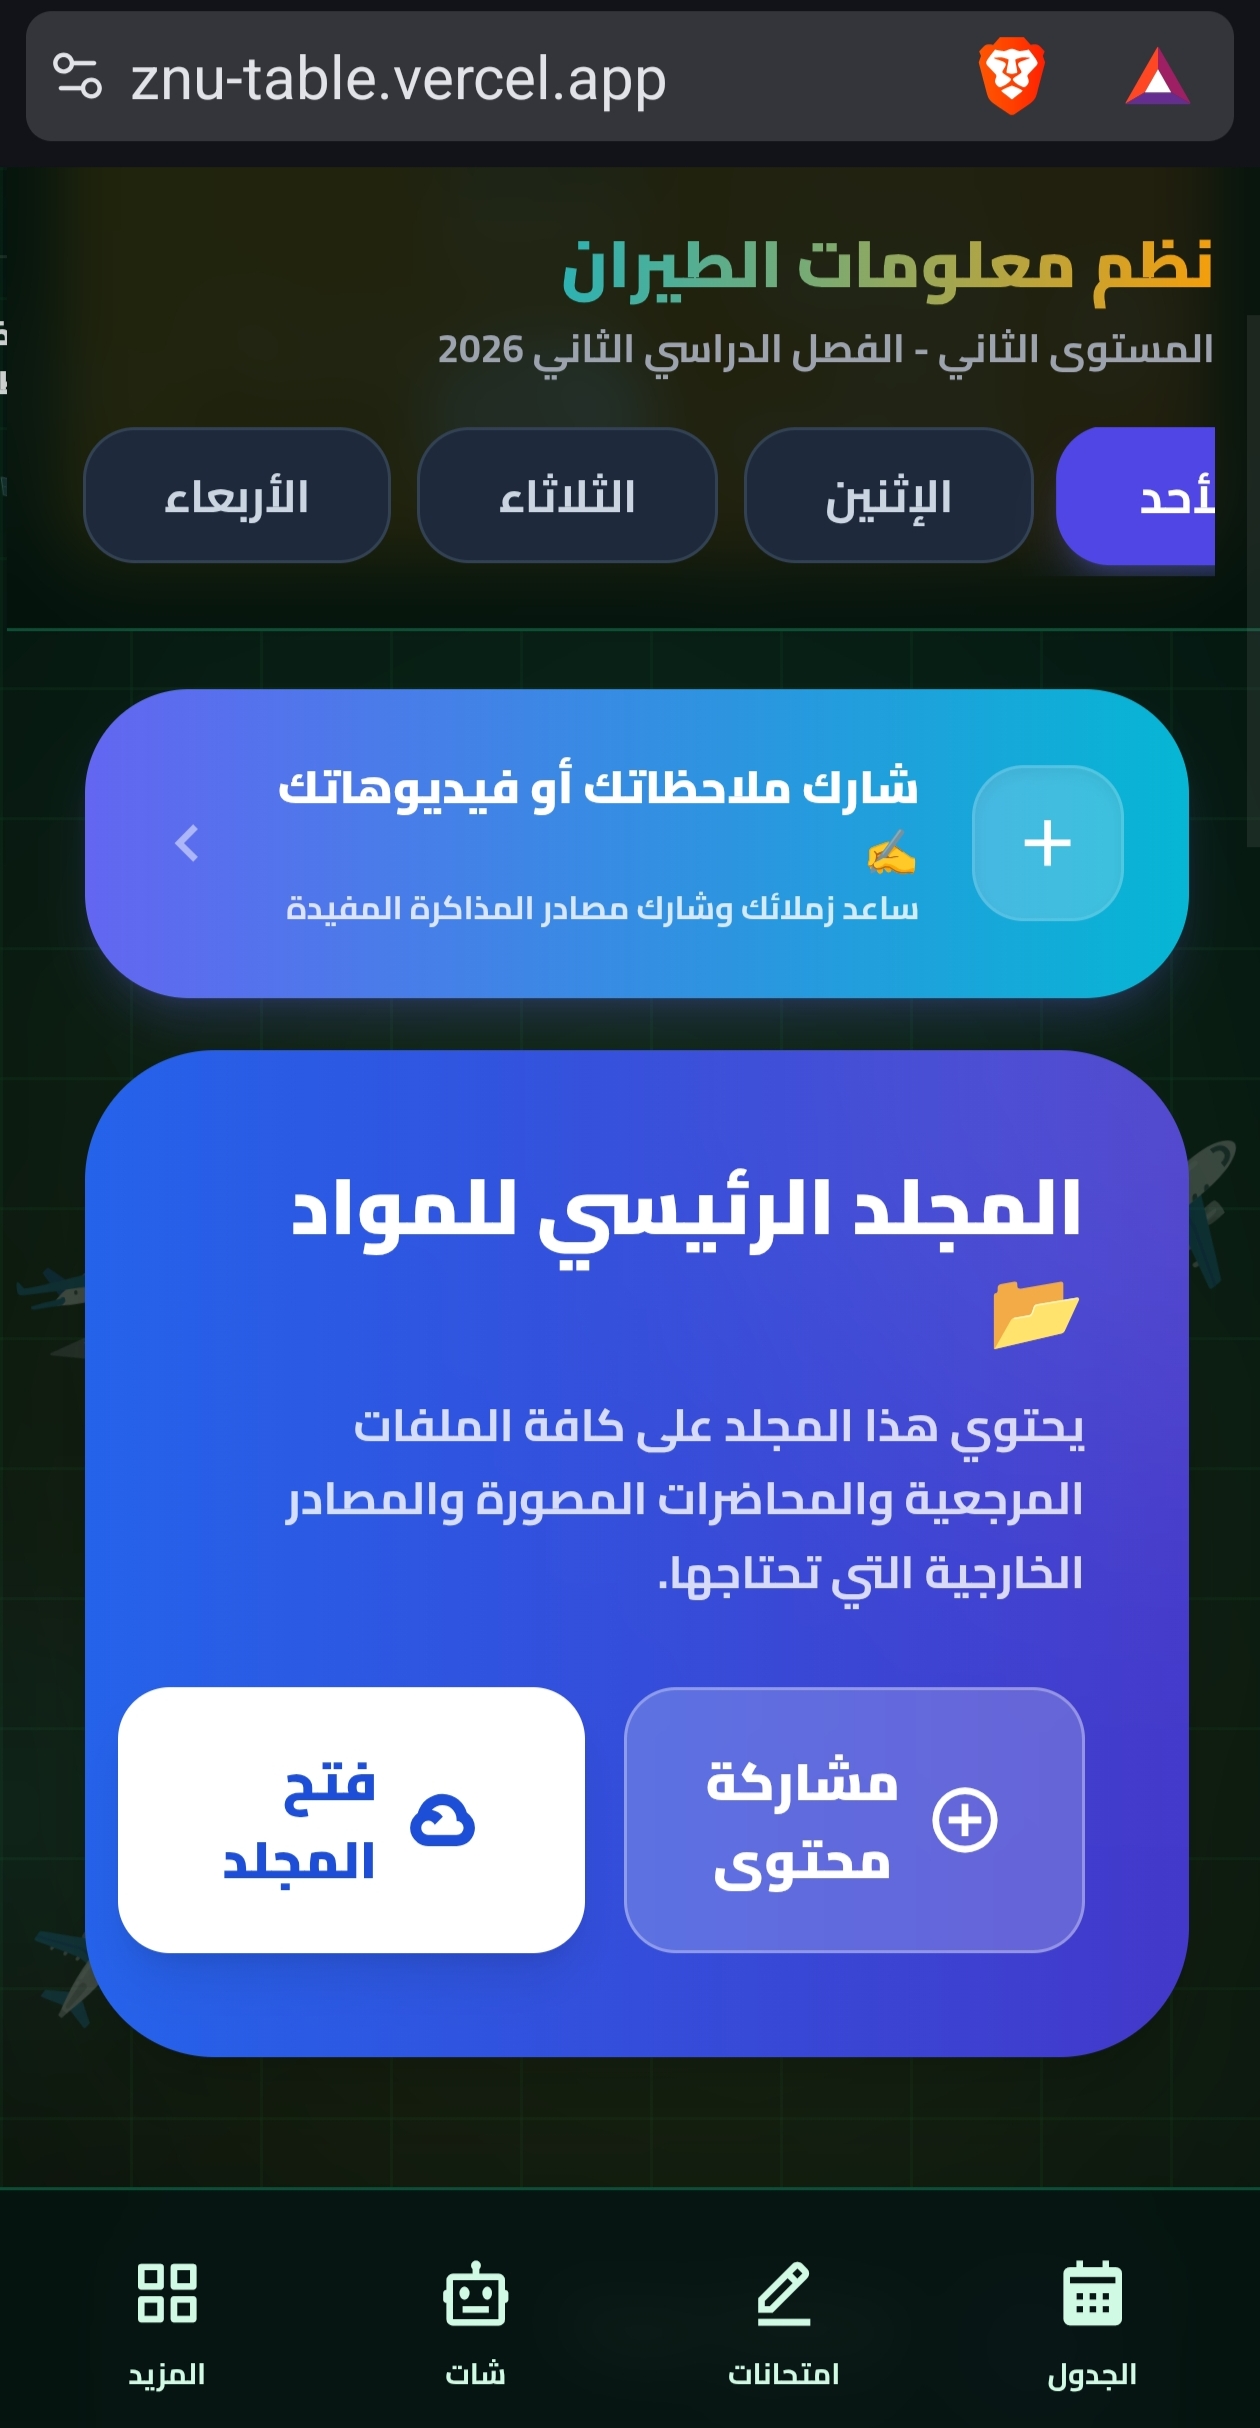 znu-table.vercel.app
نظم معلومات الطيران
المستوى الثاني - الفصل الدراسي الثاني 2026
الإثنين
الثلاثاء
الأربعاء
شارك ملاحظاتك أو فيديوهاتك
✍️
ساعد زملائك وشارك مصادر المذاكرة المفيدة
المجلد الرئيسي للمواد
📂
يحتوي هذا المجلد على كافة الملفات
المرجعية والمحاضرات المصورة والمصادر
الخارجية التي تحتاجها.
مشاركة
محتوى
فتح
المجلد
الجدول
امتحانات
شات
المزيد